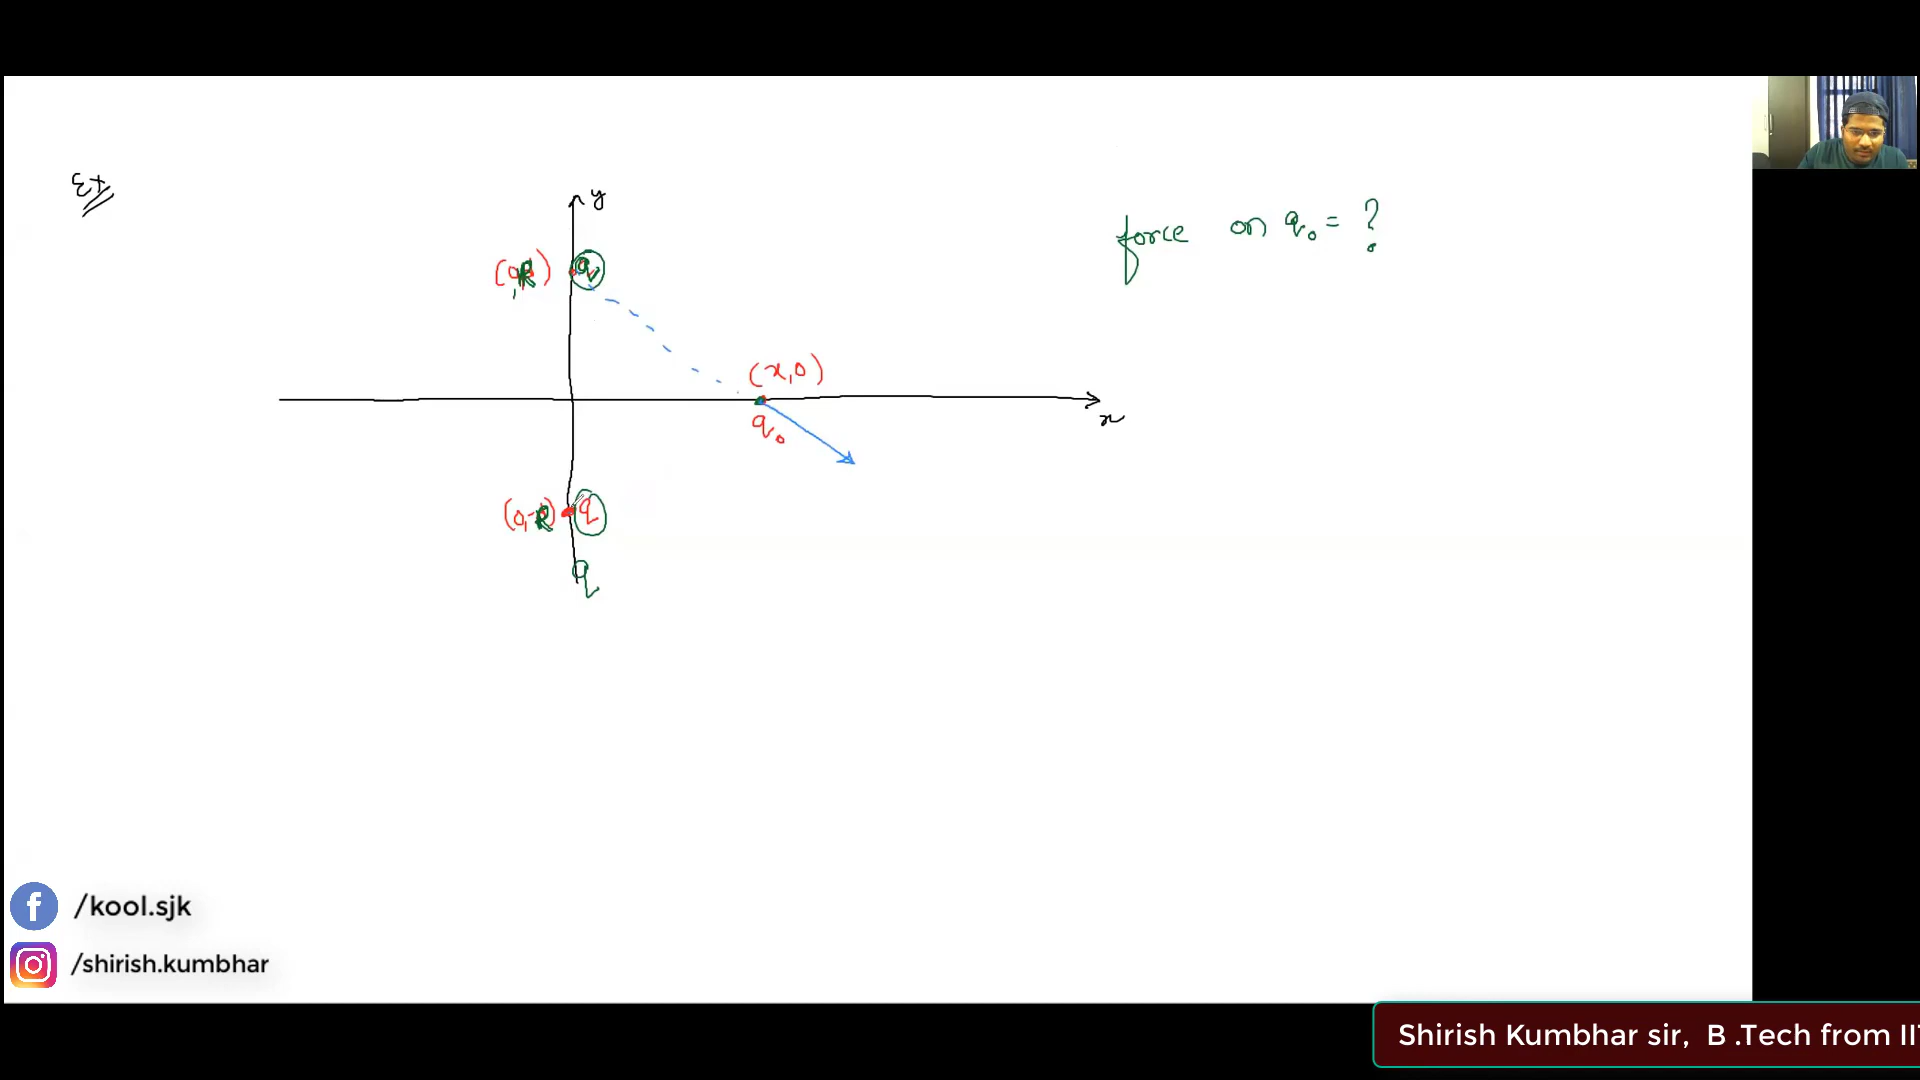 Ex
y
(0,R) q
force on q₀ = ?
(x,0)
x
q₀
(0,-R) q
q
/kool.sjk
/shirish.kumbhar
Shirish Kumbhar sir, B .Tech from II